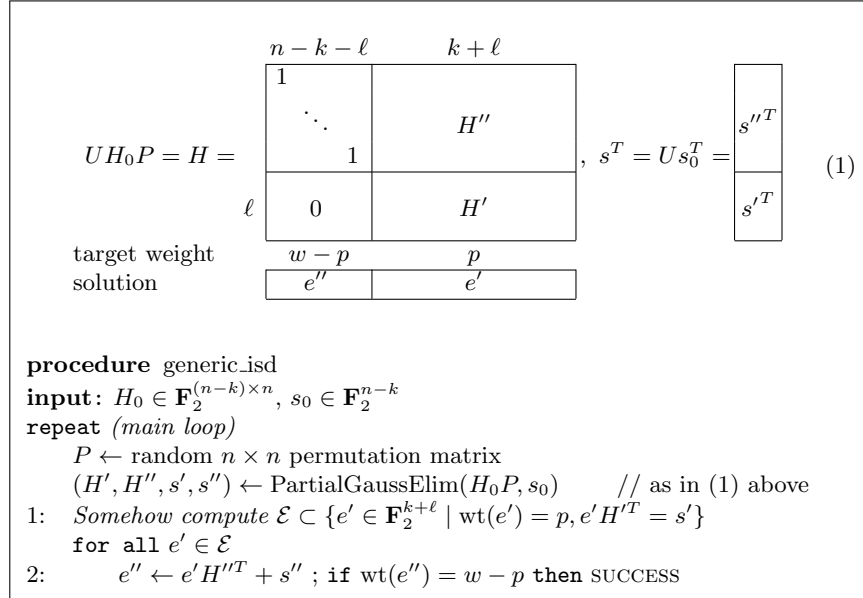 n − k − ℓ k + ℓ
1
⋱ H′′
UH₀P = H = 1 , sᵀ = Us₀ᵀ = s′′ᵀ (1)
ℓ 0 H′ s′ᵀ
target weight w − p p
solution e′′ e′
procedure generic_isd
input: H₀ ∈ F₂^{(n−k)×n}, s₀ ∈ F₂^{n−k}
repeat (main loop)
P ← random n × n permutation matrix
(H′, H′′, s′, s′′) ← PartialGaussElim(H₀P, s₀) // as in (1) above
1: Somehow compute ℰ ⊂ {e′ ∈ F₂^{k+ℓ} | wt(e′) = p, e′H′ᵀ = s′}
for all e′ ∈ ℰ
2: e′′ ← e′H′′ᵀ + s′′ ; if wt(e′′) = w − p then SUCCESS